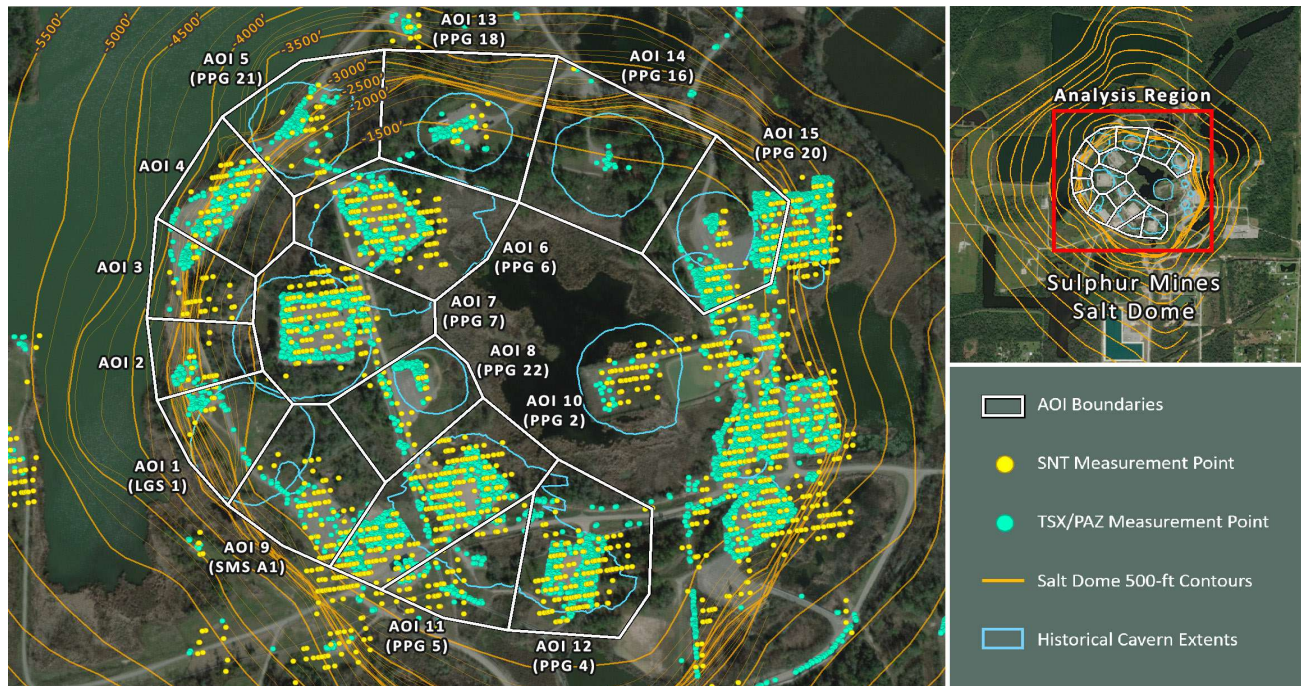 -5500'
-5000'
-4500'
-4000'
-3500'
-3000'
-2500'
-2000'
-1500'
AOI 13
(PPG 18)
AOI 14
(PPG 16)
AOI 5
(PPG 21)
AOI 15
(PPG 20)
AOI 4
AOI 3
AOI 6
(PPG 6)
AOI 7
(PPG 7)
AOI 2
AOI 8
(PPG 22)
AOI 10
(PPG 2)
AOI 1
(LGS 1)
AOI 9
(SMS A1)
AOI 11
(PPG 5)
AOI 12
(PPG 4)
Analysis Region
Sulphur Mines
Salt Dome
AOI Boundaries
SNT Measurement Point
TSX/PAZ Measurement Point
Salt Dome 500-ft Contours
Historical Cavern Extents